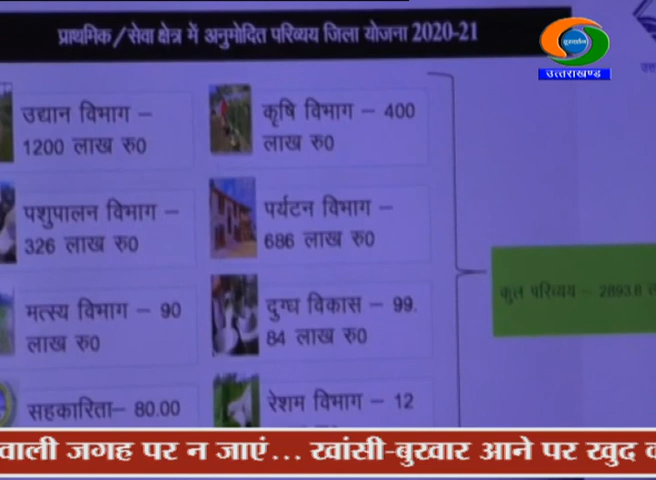 प्राथमिक/सेवा क्षेत्र में अनुमोदित परिव्यय जिला योजना 2020-21
दूरदर्शन
उत्तराखण्ड
उद्यान विभाग –
1200 लाख रु0
कृषि विभाग – 400
लाख रु0
पशुपालन विभाग –
326 लाख रु0
पर्यटन विभाग –
686 लाख रु0
मत्स्य विभाग – 90
लाख रु0
दुग्ध विकास – 99.
84 लाख रु0
कुल परिव्यय – 2893.8
सहकारिता– 80.00
रेशम विभाग – 12
वाली जगह पर न जाएं... खांसी-बुखार आने पर खुद